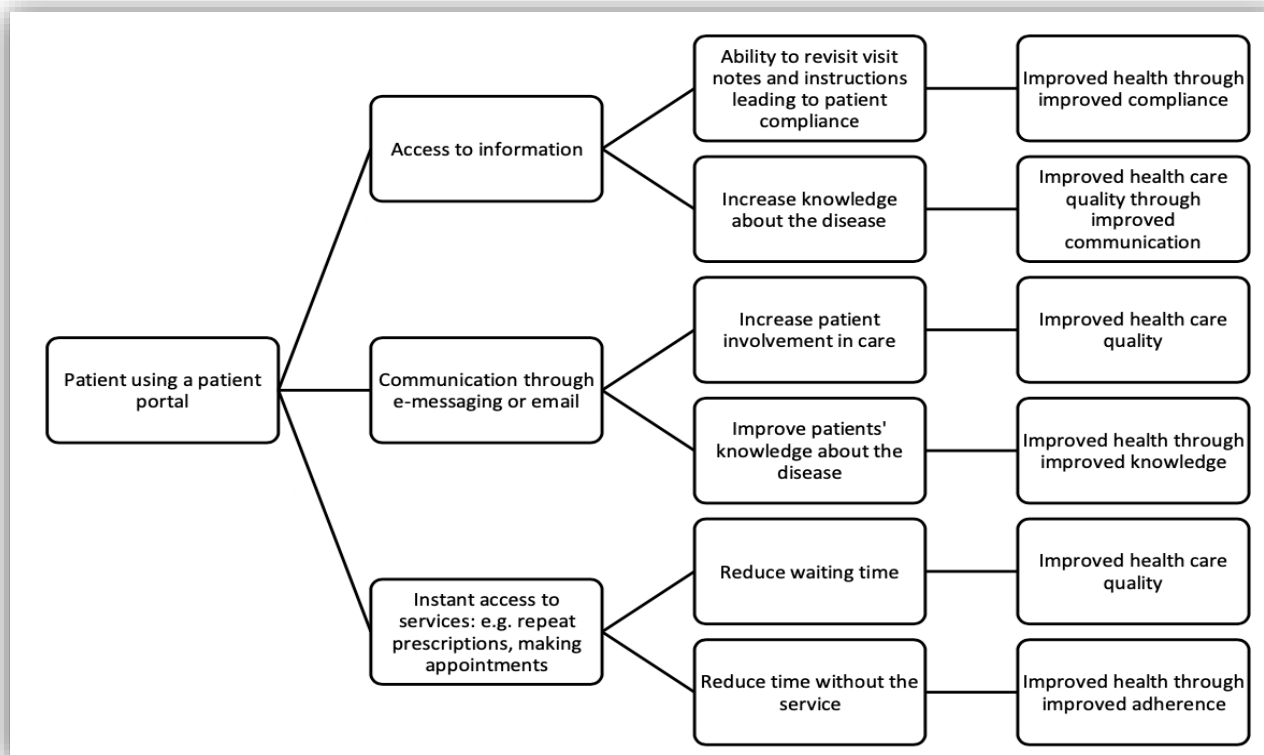 Patient using a patient
portal
Access to information
Ability to revisit visit
notes and instructions
leading to patient
compliance
Improved health through
improved compliance
Increase knowledge
about the disease
Improved health care
quality through
improved
communication
Communication through
e-messaging or email
Increase patient
involvement in care
Improved health care
quality
Improve patients'
knowledge about the
disease
Improved health through
improved knowledge
Instant access to
services: e.g. repeat
prescriptions, making
appointments
Reduce waiting time
Improved health care
quality
Reduce time without the
service
Improved health through
improved adherence